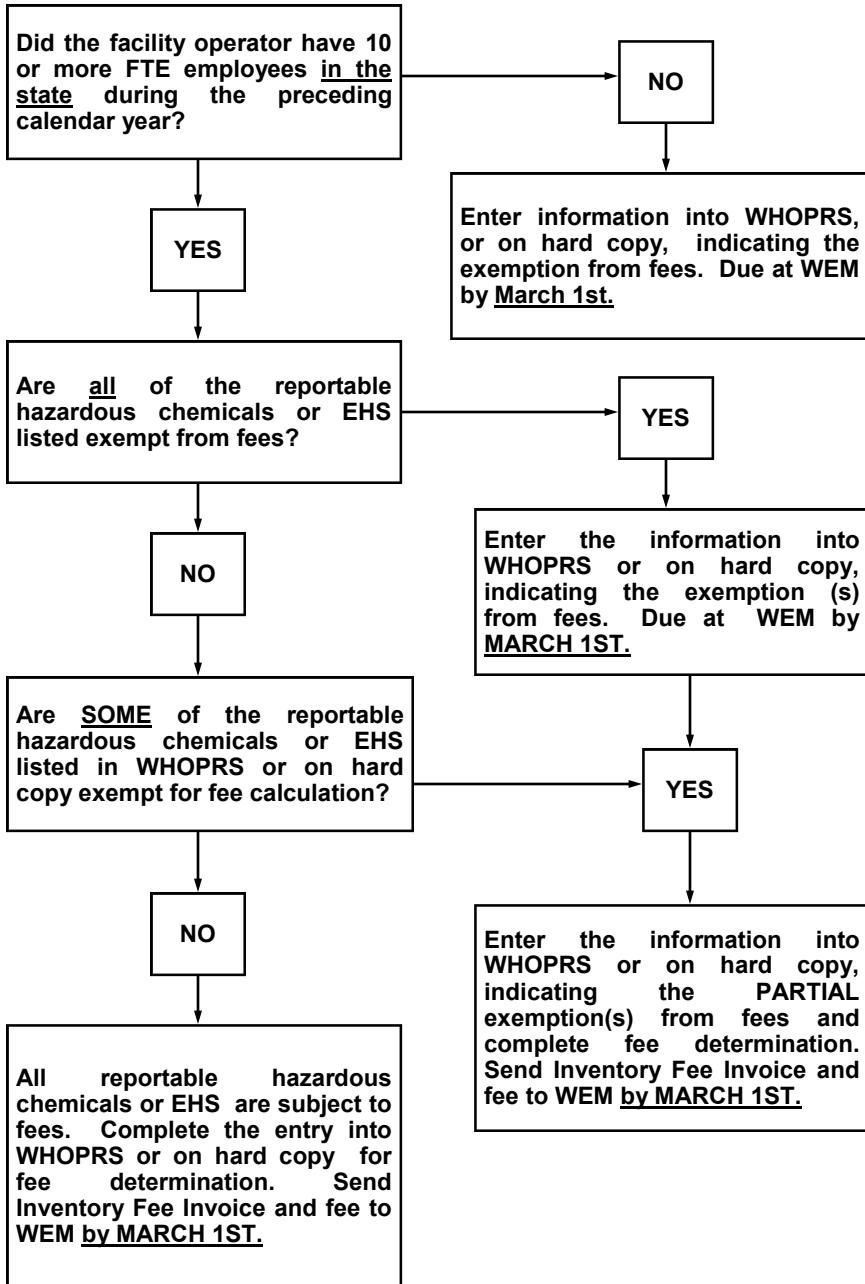 Did the facility operator have 10
or more FTE employees in the
state during the preceding
calendar year?
NO
YES
Enter information into WHOPRS,
or on hard copy, indicating the
exemption from fees. Due at WEM
by March 1st.
Are all of the reportable
hazardous chemicals or EHS
listed exempt from fees?
YES
NO
Enter the information into
WHOPRS or on hard copy,
indicating the exemption (s)
from fees. Due at WEM by
MARCH 1ST.
Are SOME of the reportable
hazardous chemicals or EHS
listed in WHOPRS or on hard
copy exempt for fee calculation?
YES
NO
Enter the information into
WHOPRS or on hard copy,
indicating the PARTIAL
exemption(s) from fees and
complete fee determination.
Send Inventory Fee Invoice and
fee to WEM by MARCH 1ST.
All reportable hazardous
chemicals or EHS are subject to
fees. Complete the entry into
WHOPRS or on hard copy for
fee determination. Send
Inventory Fee Invoice and fee to
WEM by MARCH 1ST.